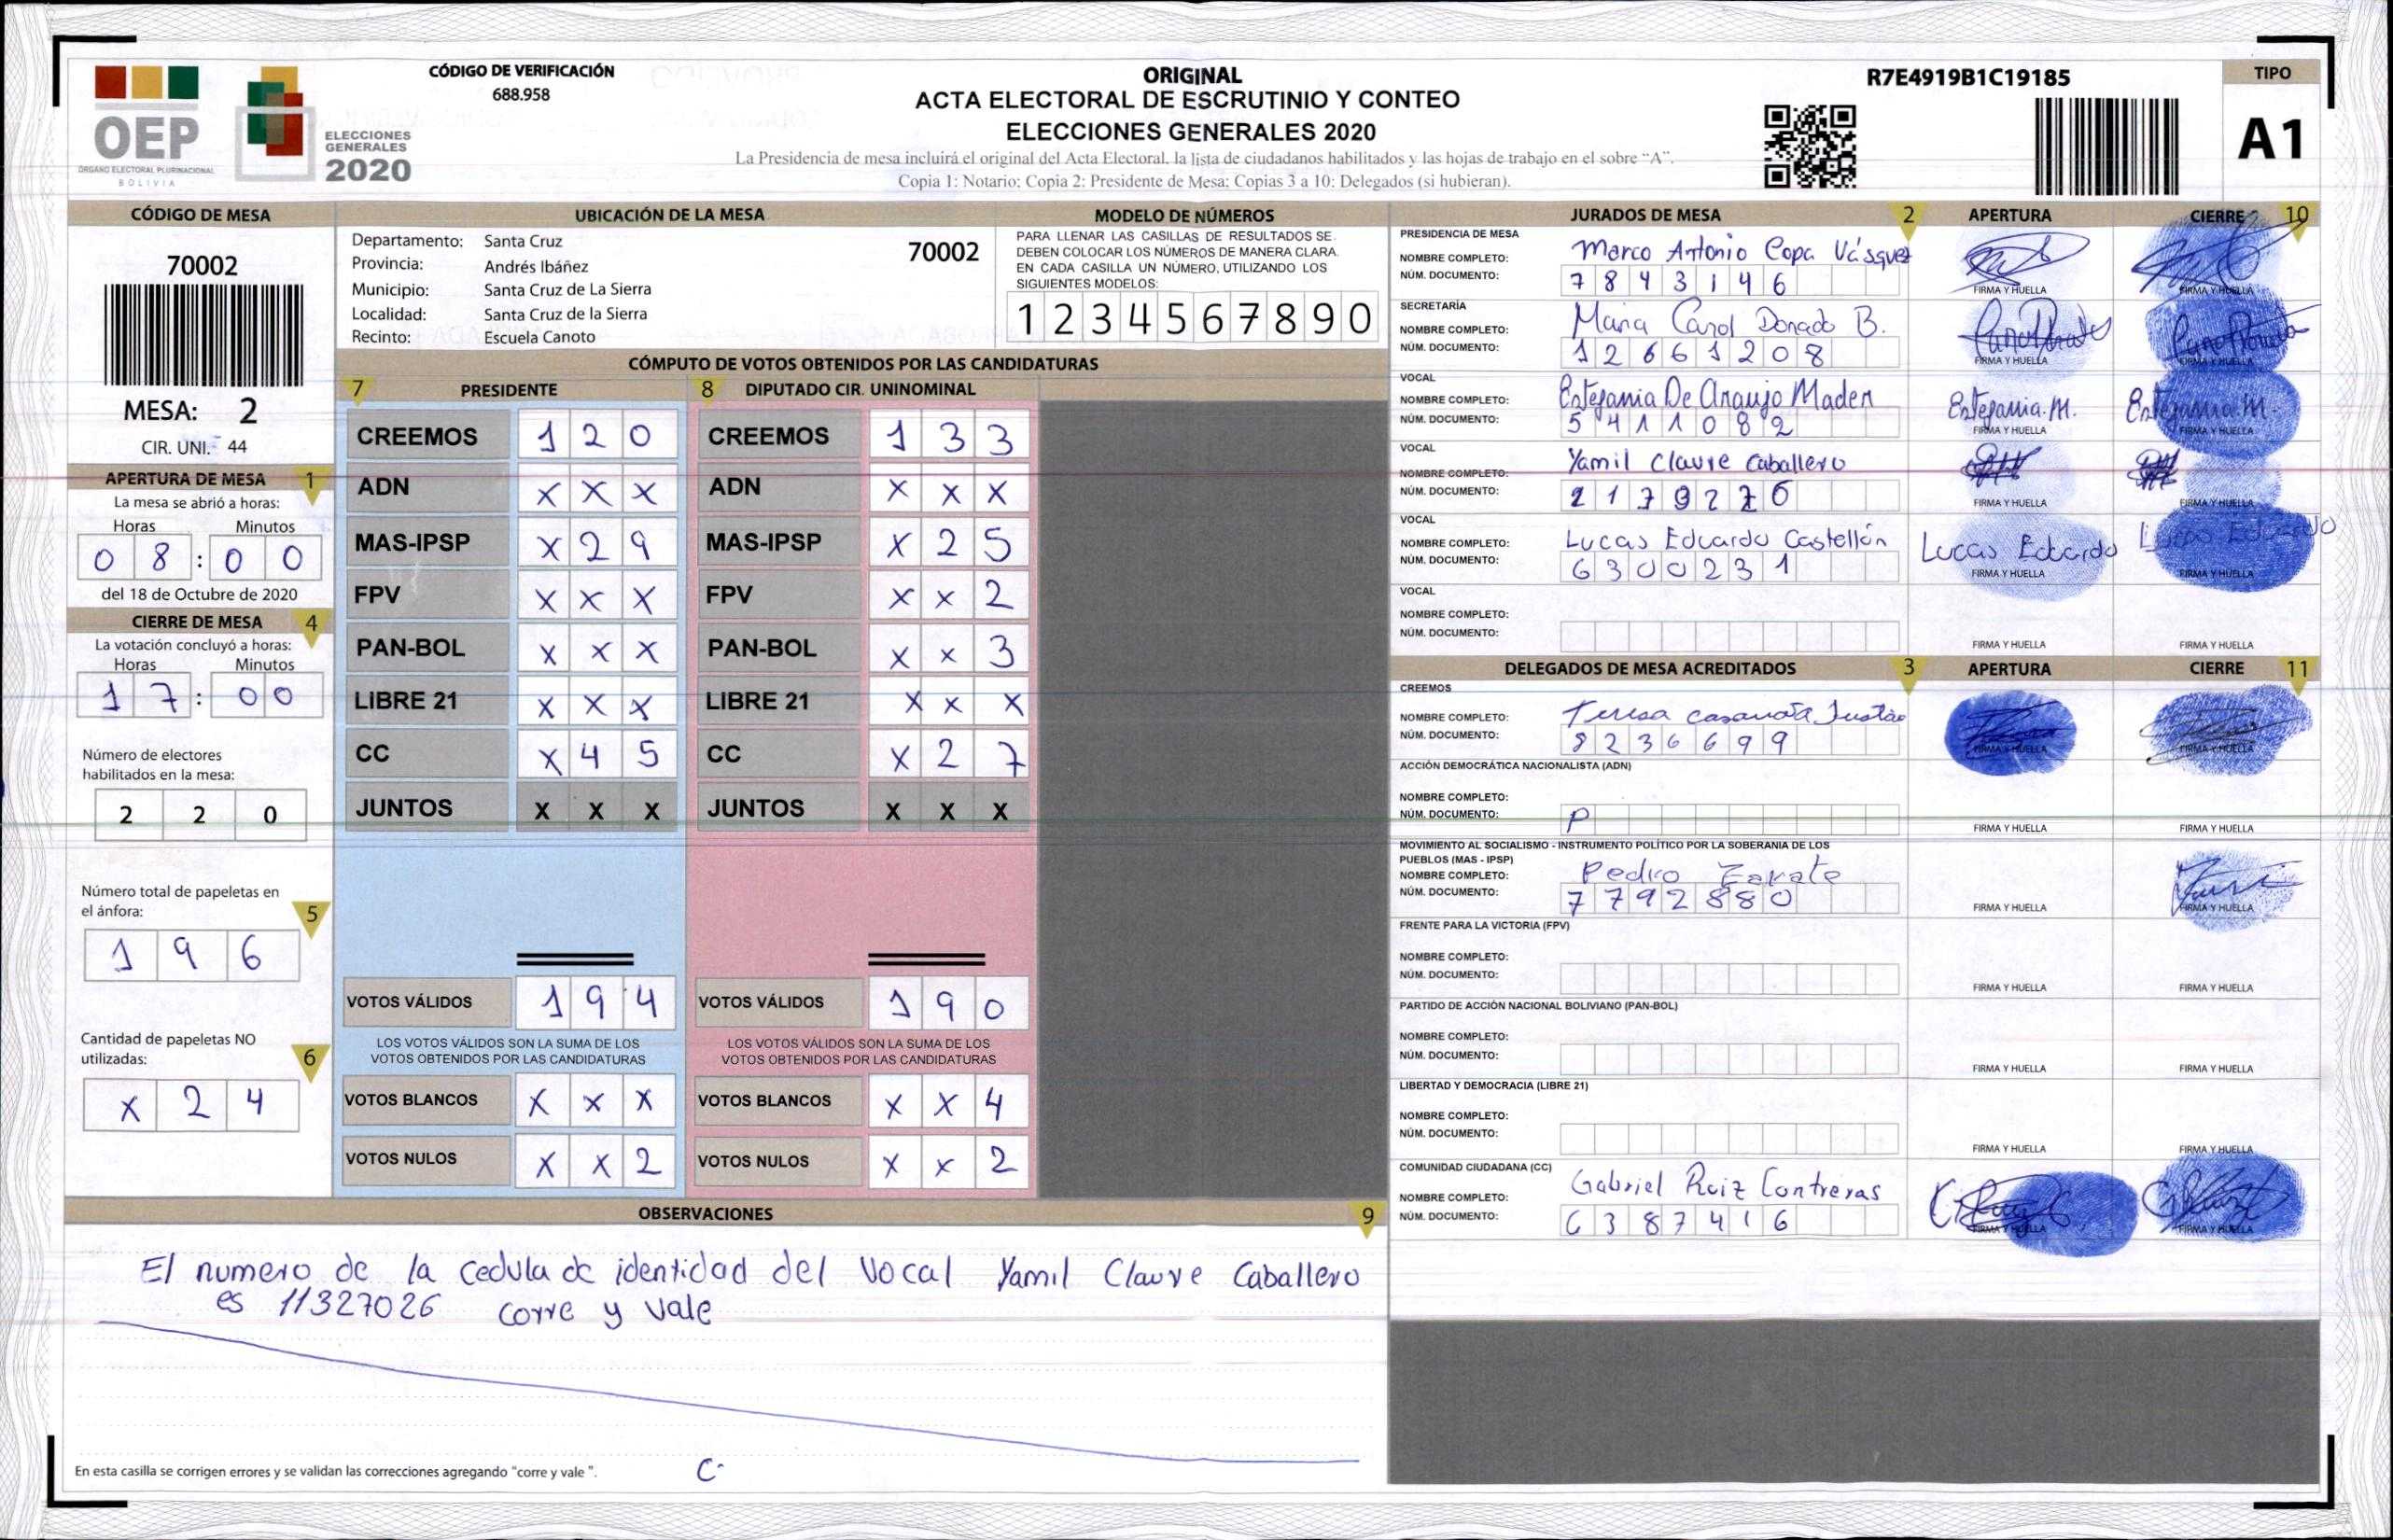 CÓDIGO DE VERIFICACIÓN
688.958
OEP
ÓRGANO ELECTORAL PLURINACIONAL
BOLIVIA
ELECCIONES
GENERALES
2020
ORIGINAL
ACTA ELECTORAL DE ESCRUTINIO Y CONTEO
ELECCIONES GENERALES 2020
La Presidencia de mesa incluirá el original del Acta Electoral, la lista de ciudadanos habilitados y las hojas de trabajo en el sobre "A".
Copia 1: Notario; Copia 2: Presidente de Mesa; Copias 3 a 10: Delegados (si hubieran).
R7E4919B1C19185
TIPO
A1
CÓDIGO DE MESA
70002
MESA: 2
CIR. UNI.- 44
APERTURA DE MESA 1
La mesa se abrió a horas:
Horas Minutos
0 8 : 0 0
del 18 de Octubre de 2020
CIERRE DE MESA 4
La votación concluyó a horas:
Horas Minutos
1 7 : 0 0
Número de electores
habilitados en la mesa:
2 2 0
Número total de papeletas en
el ánfora: 5
1 9 6
Cantidad de papeletas NO
utilizadas: 6
X 2 4
UBICACIÓN DE LA MESA
Departamento: Santa Cruz 70002
Provincia: Andrés Ibáñez
Municipio: Santa Cruz de La Sierra
Localidad: Santa Cruz de la Sierra
Recinto: Escuela Canoto
MODELO DE NÚMEROS
PARA LLENAR LAS CASILLAS DE RESULTADOS SE
DEBEN COLOCAR LOS NÚMEROS DE MANERA CLARA.
EN CADA CASILLA UN NÚMERO, UTILIZANDO LOS
SIGUIENTES MODELOS:
1 2 3 4 5 6 7 8 9 0
CÓMPUTO DE VOTOS OBTENIDOS POR LAS CANDIDATURAS
7 PRESIDENTE
CREEMOS 1 2 0
ADN X X X
MAS-IPSP X 2 9
FPV X X X
PAN-BOL X X X
LIBRE 21 X X X
CC X 4 5
JUNTOS X X X
VOTOS VÁLIDOS 1 9 4
LOS VOTOS VÁLIDOS SON LA SUMA DE LOS
VOTOS OBTENIDOS POR LAS CANDIDATURAS
VOTOS BLANCOS X X X
VOTOS NULOS X X 2
8 DIPUTADO CIR. UNINOMINAL
CREEMOS 1 3 3
ADN X X X
MAS-IPSP X 2 5
FPV X X 2
PAN-BOL X X 3
LIBRE 21 X X X
CC X 2 7
JUNTOS X X X
VOTOS VÁLIDOS 1 9 0
LOS VOTOS VÁLIDOS SON LA SUMA DE LOS
VOTOS OBTENIDOS POR LAS CANDIDATURAS
VOTOS BLANCOS X X 4
VOTOS NULOS X X 2
OBSERVACIONES 9
El numero de la cedula de identidad del Vocal Yamil Claure Caballero
es 11327026 corre y vale
En esta casilla se corrigen errores y se validan las correcciones agregando "corre y vale ".
JURADOS DE MESA 2 APERTURA CIERRE 10
PRESIDENCIA DE MESA
NOMBRE COMPLETO: Marco Antonio Copa Vásquez
NÚM. DOCUMENTO: 7 8 4 3 1 4 6
FIRMA Y HUELLA FIRMA Y HUELLA
SECRETARÍA
NOMBRE COMPLETO: Maria Carol Donado B.
NÚM. DOCUMENTO: 1 2 6 6 1 2 0 8
FIRMA Y HUELLA FIRMA Y HUELLA
VOCAL
NOMBRE COMPLETO: Estefania De Araujo Maden
NÚM. DOCUMENTO: 5 4 1 1 0 8 2
Estefania.M. Estefania.M.
FIRMA Y HUELLA FIRMA Y HUELLA
VOCAL
NOMBRE COMPLETO: Yamil Claure Caballero
NÚM. DOCUMENTO:
FIRMA Y HUELLA FIRMA Y HUELLA
VOCAL
NOMBRE COMPLETO: Lucas Eduardo Castellón
NÚM. DOCUMENTO: 6 3 0 0 2 3 1
Lucas Eduardo Lucas Eduardo
FIRMA Y HUELLA FIRMA Y HUELLA
VOCAL
NOMBRE COMPLETO:
NÚM. DOCUMENTO:
FIRMA Y HUELLA FIRMA Y HUELLA
DELEGADOS DE MESA ACREDITADOS 3 APERTURA CIERRE 11
CREEMOS
NOMBRE COMPLETO: Teresa
NÚM. DOCUMENTO: 8 2 3 6 6 9 9
FIRMA Y HUELLA FIRMA Y HUELLA
ACCIÓN DEMOCRÁTICA NACIONALISTA (ADN)
NOMBRE COMPLETO:
NÚM. DOCUMENTO: P
FIRMA Y HUELLA FIRMA Y HUELLA
MOVIMIENTO AL SOCIALISMO - INSTRUMENTO POLÍTICO POR LA SOBERANIA DE LOS
PUEBLOS (MAS - IPSP)
NOMBRE COMPLETO: Pedro Zarate
NÚM. DOCUMENTO: 7 7 9 2 8 8 0
FIRMA Y HUELLA FIRMA Y HUELLA
FRENTE PARA LA VICTORIA (FPV)
NOMBRE COMPLETO:
NÚM. DOCUMENTO:
FIRMA Y HUELLA FIRMA Y HUELLA
PARTIDO DE ACCIÓN NACIONAL BOLIVIANO (PAN-BOL)
NOMBRE COMPLETO:
NÚM. DOCUMENTO:
FIRMA Y HUELLA FIRMA Y HUELLA
LIBERTAD Y DEMOCRACIA (LIBRE 21)
NOMBRE COMPLETO:
NÚM. DOCUMENTO:
FIRMA Y HUELLA FIRMA Y HUELLA
COMUNIDAD CIUDADANA (CC)
NOMBRE COMPLETO: Gabriel Ruiz Contreras
NÚM. DOCUMENTO: 6 3 8 7 4 1 6
FIRMA Y HUELLA FIRMA Y HUELLA